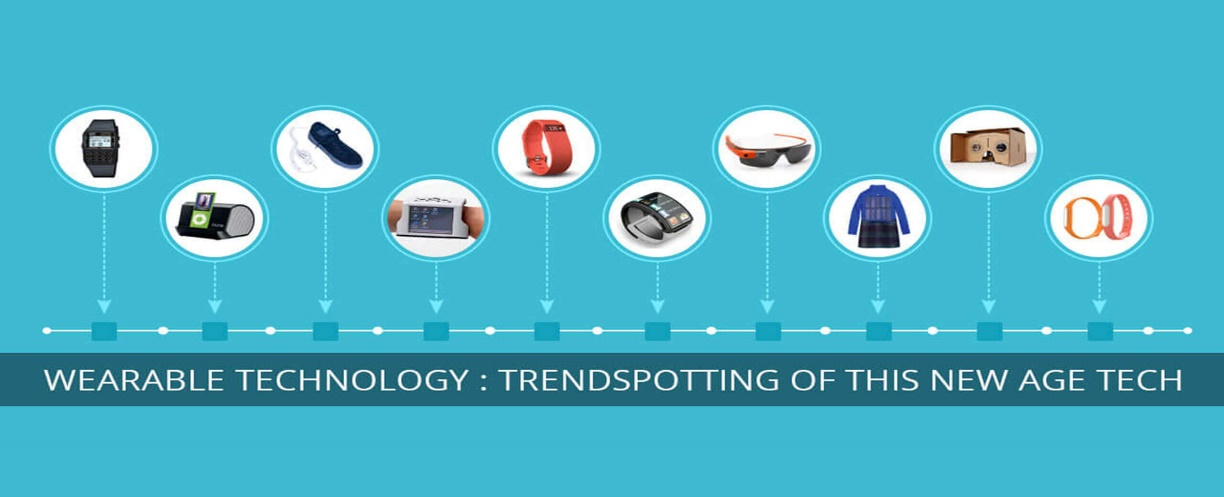 WEARABLE TECHNOLOGY : TRENDSPOTTING OF THIS NEW AGE TECH